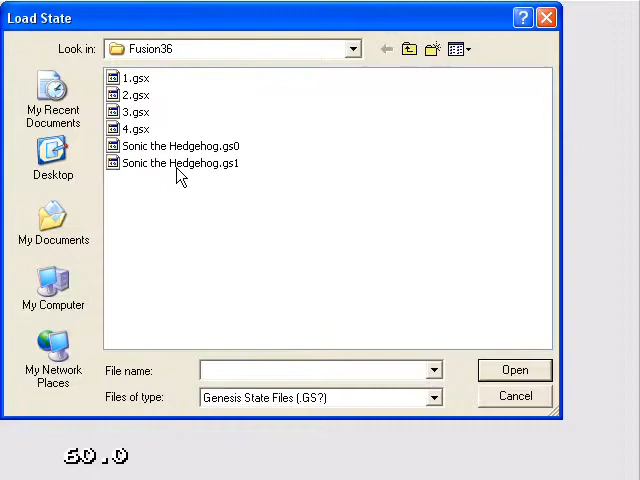 Load State
Look in:
Fusion36
1.gsx
2.gsx
3.gsx
4.gsx
Sonic the Hedgehog.gs0
Sonic the Hedgehog.gs1
My Recent
Documents
Desktop
My Documents
My Computer
My Network
Places
File name:
Open
Files of type:
Genesis State Files (.GS?)
Cancel
60.0